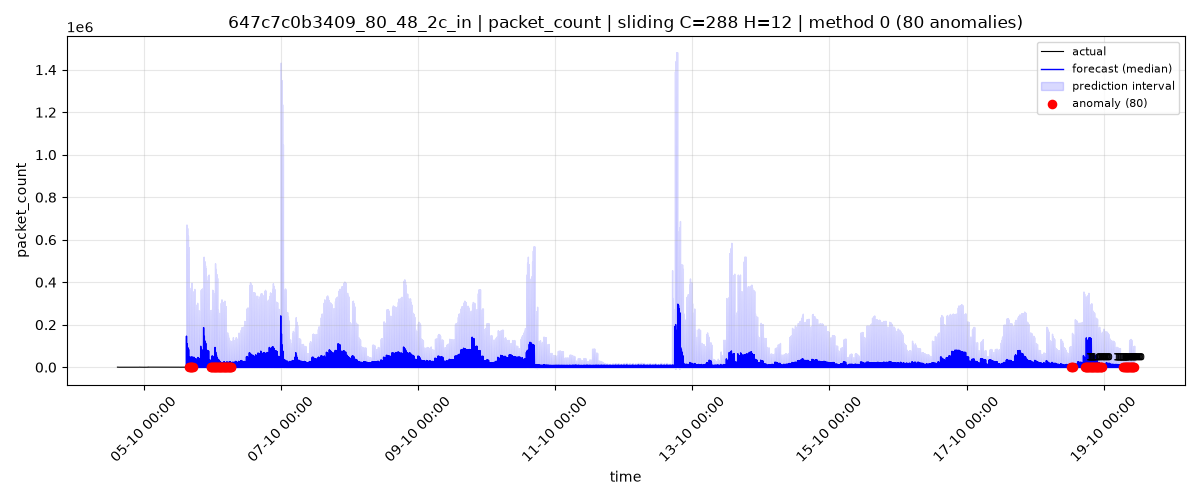 647c7c0b3409_80_48_2c_in | packet_count | sliding C=288 H=12 | method 0 (80 anomalies)
1e6
1.4
1.2
1.0
0.8
0.6
0.4
0.2
0.0
packet_count
actual
forecast (median)
prediction interval
anomaly (80)
05-10 00:00
07-10 00:00
09-10 00:00
11-10 00:00
13-10 00:00
15-10 00:00
17-10 00:00
19-10 00:00
time